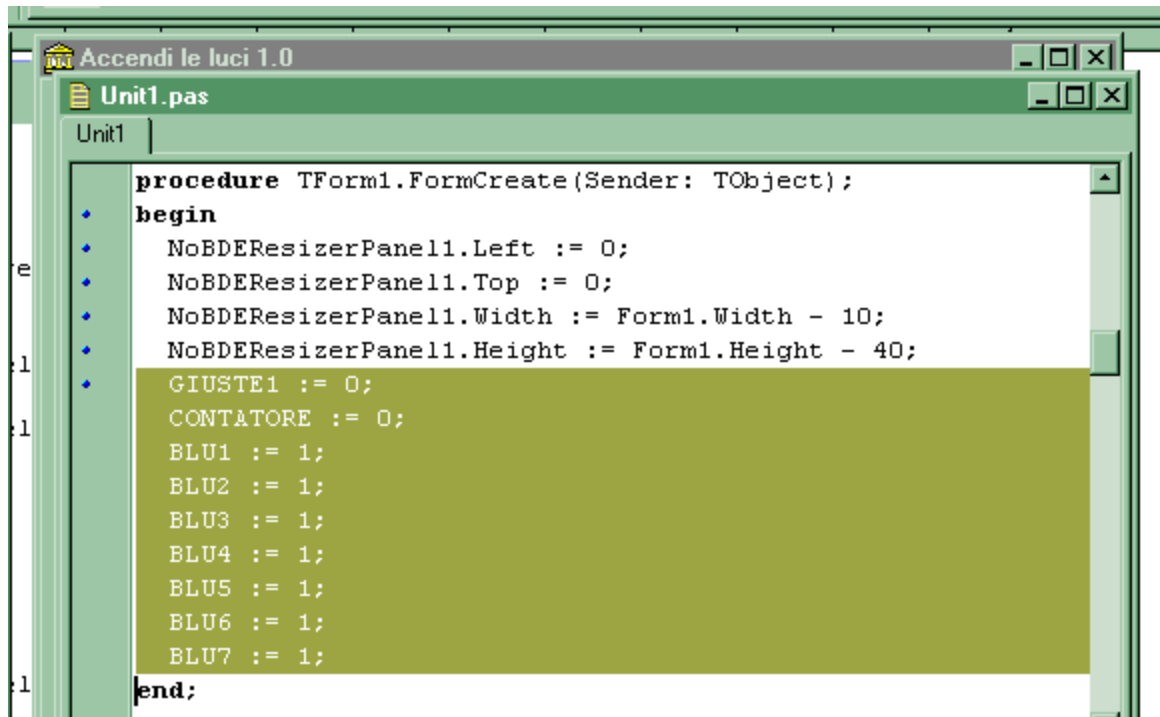 Accendi le luci 1.0
Unit1.pas
Unit1
procedure TForm1.FormCreate(Sender: TObject);
begin
NoBDEResizerPanel1.Left := 0;
NoBDEResizerPanel1.Top := 0;
NoBDEResizerPanel1.Width := Form1.Width - 10;
NoBDEResizerPanel1.Height := Form1.Height - 40;
GIUSTE1 := 0;
CONTATORE := 0;
BLU1 := 1;
BLU2 := 1;
BLU3 := 1;
BLU4 := 1;
BLU5 := 1;
BLU6 := 1;
BLU7 := 1;
end;